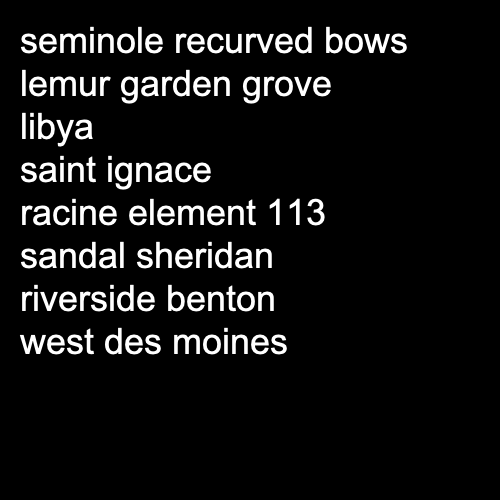 seminole recurved bows
lemur garden grove
libya
saint ignace
racine element 113
sandal sheridan
riverside benton
west des moines